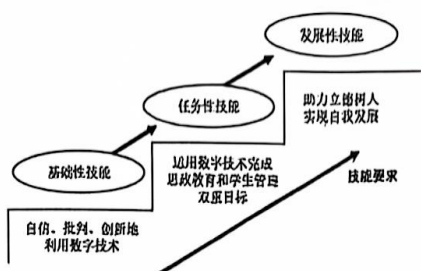 发展性技能
任务性技能
基础性技能
助力立德树人
实现自我发展
运用数字技术完成
思政教育和学生管理
双重目标
技能要求
自信、批判、创新地
利用数字技术